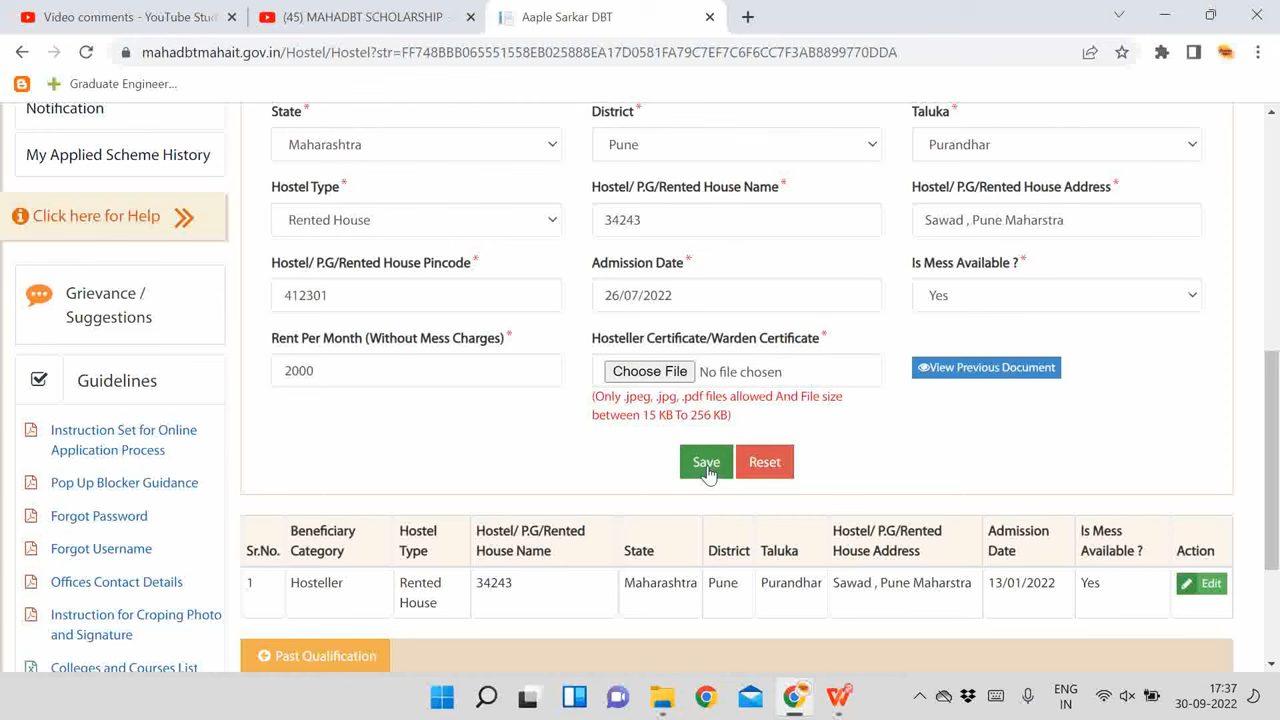 Video comments - YouTube Stu
(45) MAHADBT SCHOLARSHIP
Aaple Sarkar DBT
mahadbtmahait.gov.in/Hostel/Hostel?str=FF748BBB065551558EB025888EA17D0581FA79C7EF7C6F6CC7F3AB8899770DDA
Graduate Engineer...
Notification
My Applied Scheme History
Click here for Help
Grievance /
Suggestions
Guidelines
Instruction Set for Online
Application Process
Pop Up Blocker Guidance
Forgot Password
Forgot Username
Offices Contact Details
Instruction for Croping Photo
and Signature
Colleges and Courses List
State * District * Taluka *
Maharashtra Pune Purandhar
Hostel Type * Hostel/ P.G/Rented House Name * Hostel/ P.G/Rented House Address *
Rented House 34243 Sawad , Pune Maharstra
Hostel/ P.G/Rented House Pincode * Admission Date * Is Mess Available ? *
412301 26/07/2022 Yes
Rent Per Month (Without Mess Charges) * Hosteller Certificate/Warden Certificate *
2000 Choose File No file chosen View Previous Document
(Only .jpeg, .jpg, .pdf files allowed And File size
between 15 KB To 256 KB)
Save Reset
Sr.No. Beneficiary Category Hostel Type Hostel/ P.G/Rented House Name State District Taluka Hostel/ P.G/Rented House Address Admission Date Is Mess Available ? Action
1 Hosteller Rented House 34243 Maharashtra Pune Purandhar Sawad , Pune Maharstra 13/01/2022 Yes Edit
Past Qualification
ENG
IN
17:37
30-09-2022